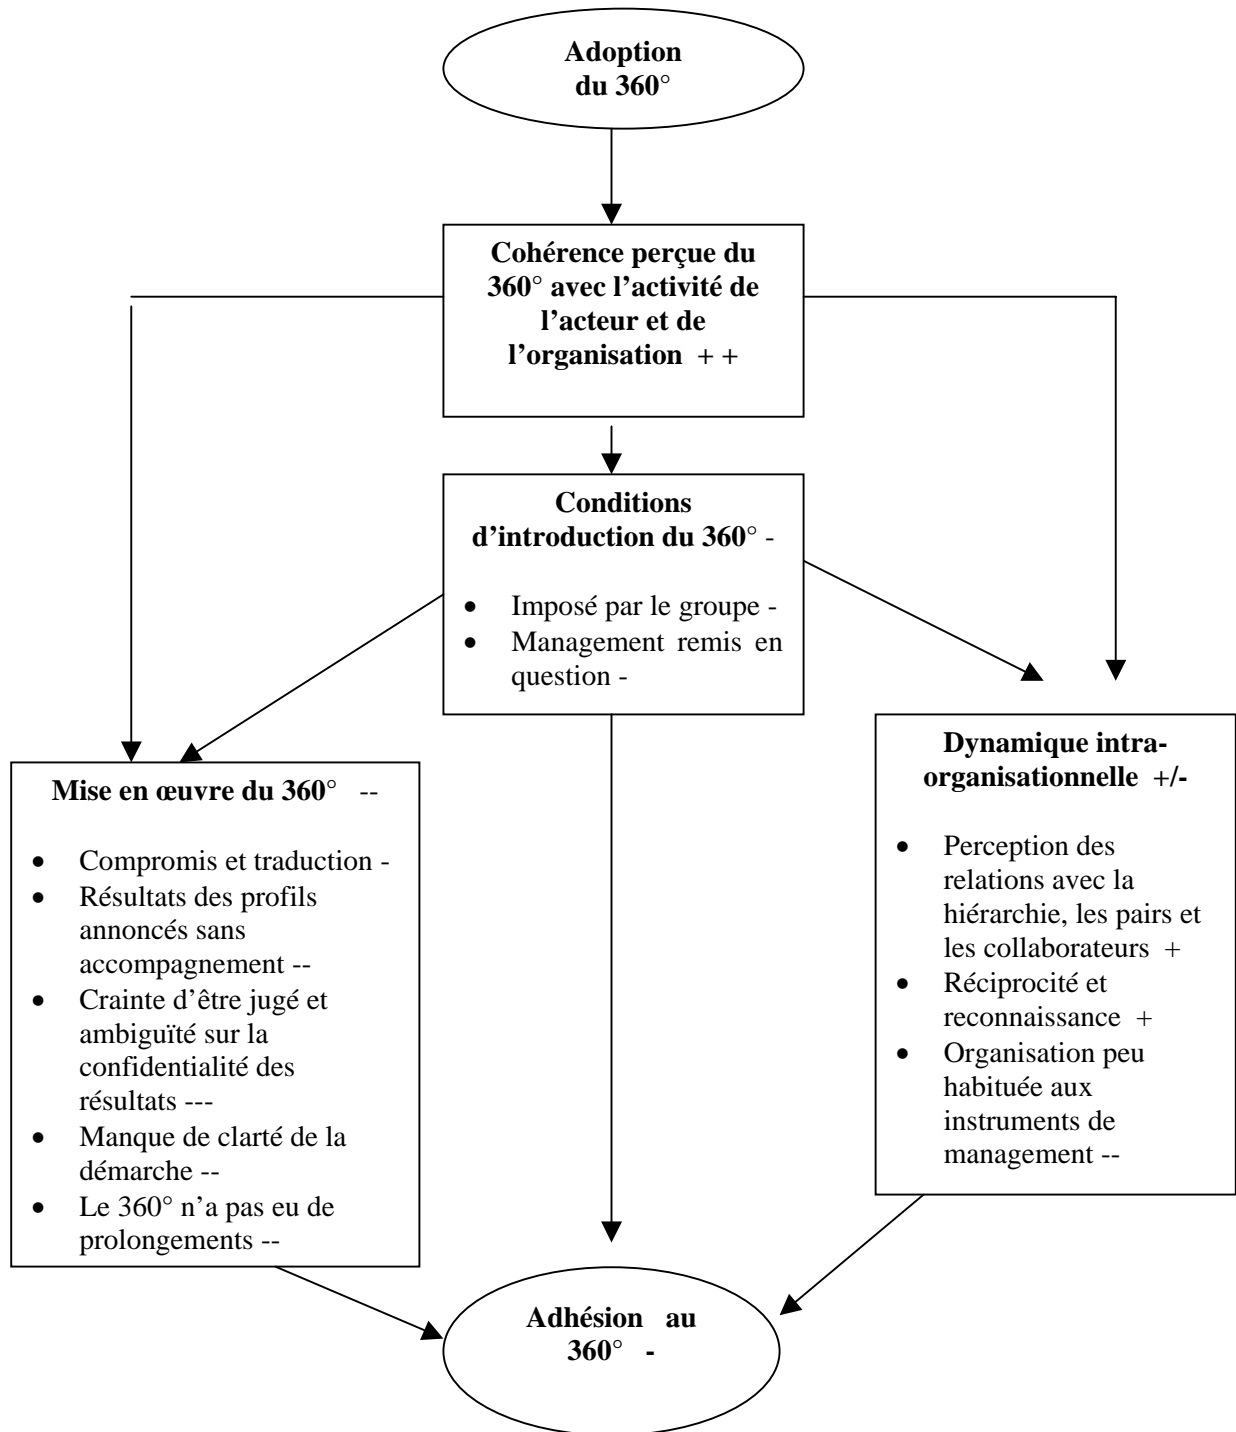 Adoption
du 360°
Cohérence perçue du
360° avec l’activité de
l’acteur et de
l’organisation + +
Conditions
d’introduction du 360° -
• Imposé par le groupe -
• Management remis en
question -
Mise en œuvre du 360° --
• Compromis et traduction -
• Résultats des profils
annoncés sans
accompagnement --
• Crainte d’être jugé et
ambiguïté sur la
confidentialité des
résultats ---
• Manque de clarté de la
démarche --
• Le 360° n’a pas eu de
prolongements --
Dynamique intra-
organisationnelle +/-
• Perception des
relations avec la
hiérarchie, les pairs et
les collaborateurs +
• Réciprocité et
reconnaissance +
• Organisation peu
habituée aux
instruments de
management --
Adhésion au
360° -